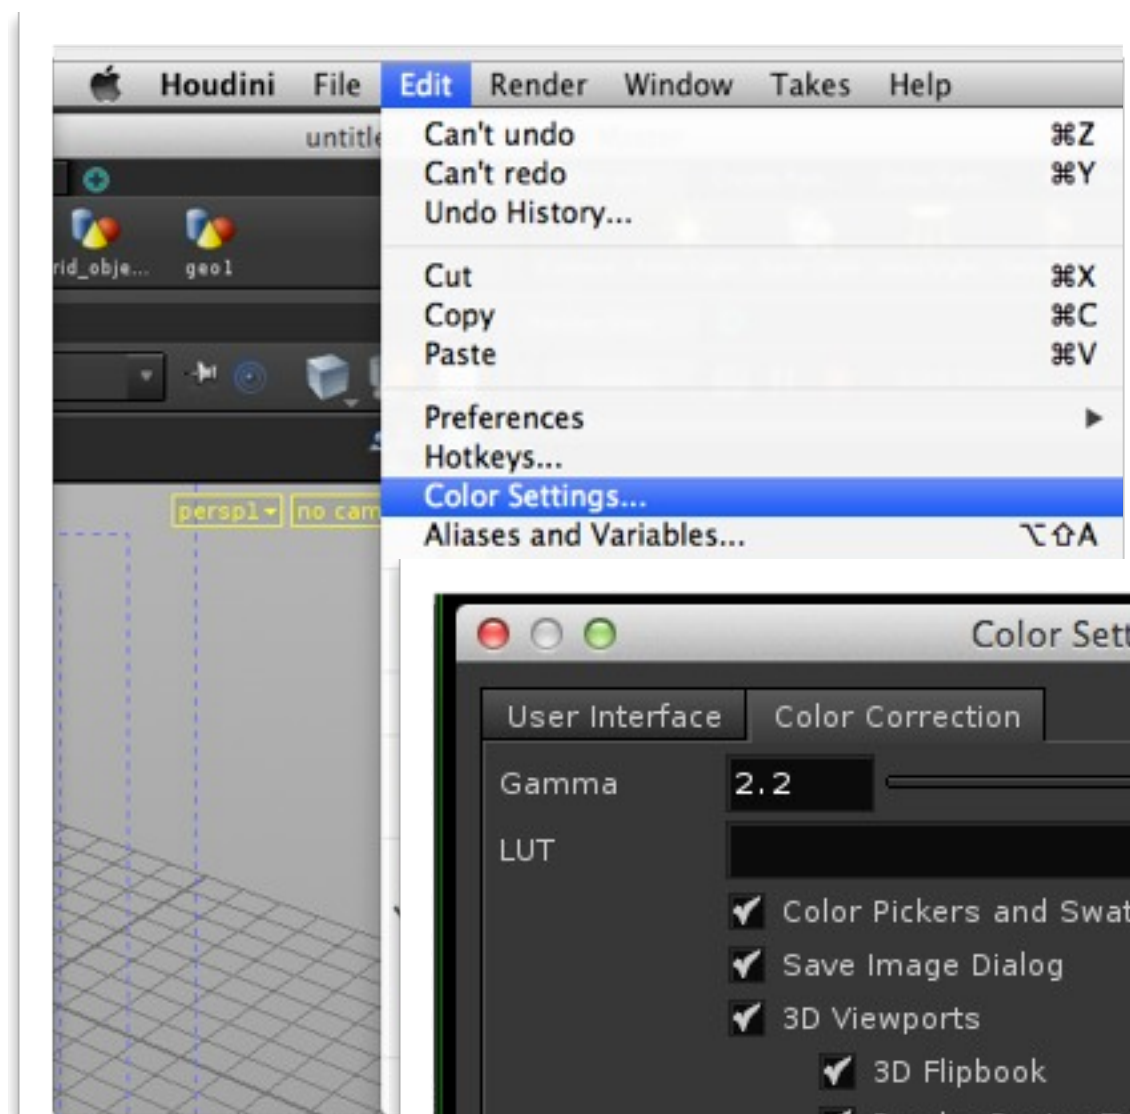 Houdini File Edit Render Window Takes Help
Can't undo ⌘Z
Can't redo ⌘Y
Undo History...
Cut ⌘X
Copy ⌘C
Paste ⌘V
Preferences ▶
Hotkeys...
Color Settings...
Aliases and Variables... ⌥⇧A
untitle
rid_obje... geo1
persp1 no cam
Color Sett
User Interface Color Correction
Gamma 2.2
LUT
Color Pickers and Swat
Save Image Dialog
3D Viewports
3D Flipbook